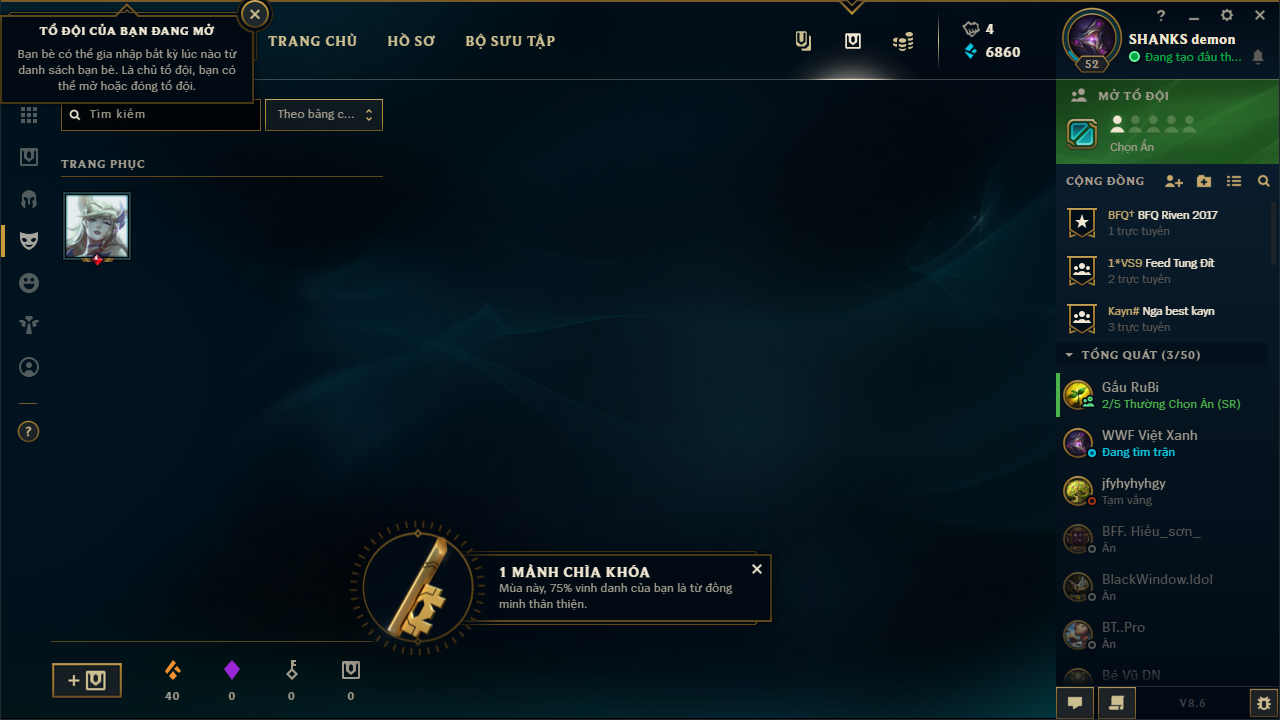 TỔ ĐỘI CỦA BẠN ĐANG MỞ
Bạn bè có thể gia nhập bất kỳ lúc nào từ
danh sách bạn bè. Là chủ tổ đội, bạn có
thể mở hoặc đóng tổ đội.
TRANG CHỦ
HỒ SƠ
BỘ SƯU TẬP
4
6860
52
SHANKS demon
Đang tạo đấu th...
Tìm kiếm
Theo bảng c...
TRANG PHỤC
MỞ TỔ ĐỘI
Chọn Ẩn
CỘNG ĐỒNG
BFQ† BFQ Riven 2017
1 trực tuyến
1*VS9 Feed Tung Đít
2 trực tuyến
Kayn# Nga best kayn
3 trực tuyến
TỔNG QUÁT (3/50)
Gấu RuBi
2/5 Thường Chọn Ẩn (SR)
WWF Việt Xanh
Đang tìm trận
jfyhyhyhgy
Tạm vắng
BFF. Hiếu_sơn_
Ẩn
BlackWindow.Idol
Ẩn
BT..Pro
Ẩn
Bé Vũ DN
1 MẢNH CHÌA KHÓA
Mùa này, 75% vinh danh của bạn là từ đồng
minh thân thiện.
40
0
0
0
V8.6